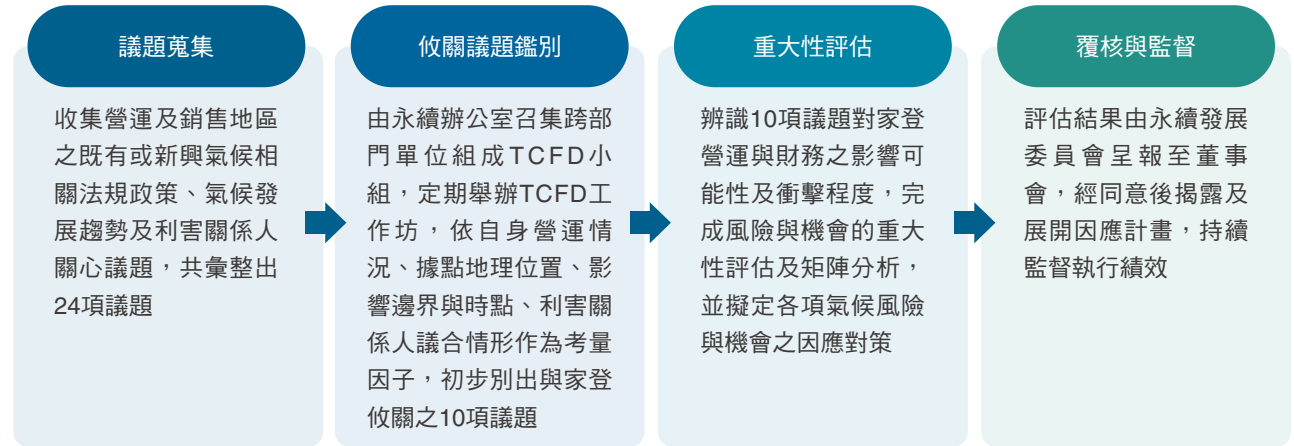 議題蒐集
收集營運及銷售地區
之既有或新興氣候相
關法規政策、氣候發
展趨勢及利害關係人
關心議題，共彙整出
24項議題
攸關議題鑑別
由永續辦公室召集跨部
門單位組成TCFD小
組，定期舉辦TCFD工
作坊，依自身營運情
況、據點地理位置、影
響邊界與時點、利害關
係人議合情形作為考量
因子，初步別出與家登
攸關之10項議題
重大性評估
辨識10項議題對家登
營運與財務之影響可
能性及衝擊程度，完
成風險與機會的重大
性評估及矩陣分析，
並擬定各項氣候風險
與機會之因應對策
覆核與監督
評估結果由永續發展
委員會呈報至董事
會，經同意後揭露及
展開因應計畫，持續
監督執行績效